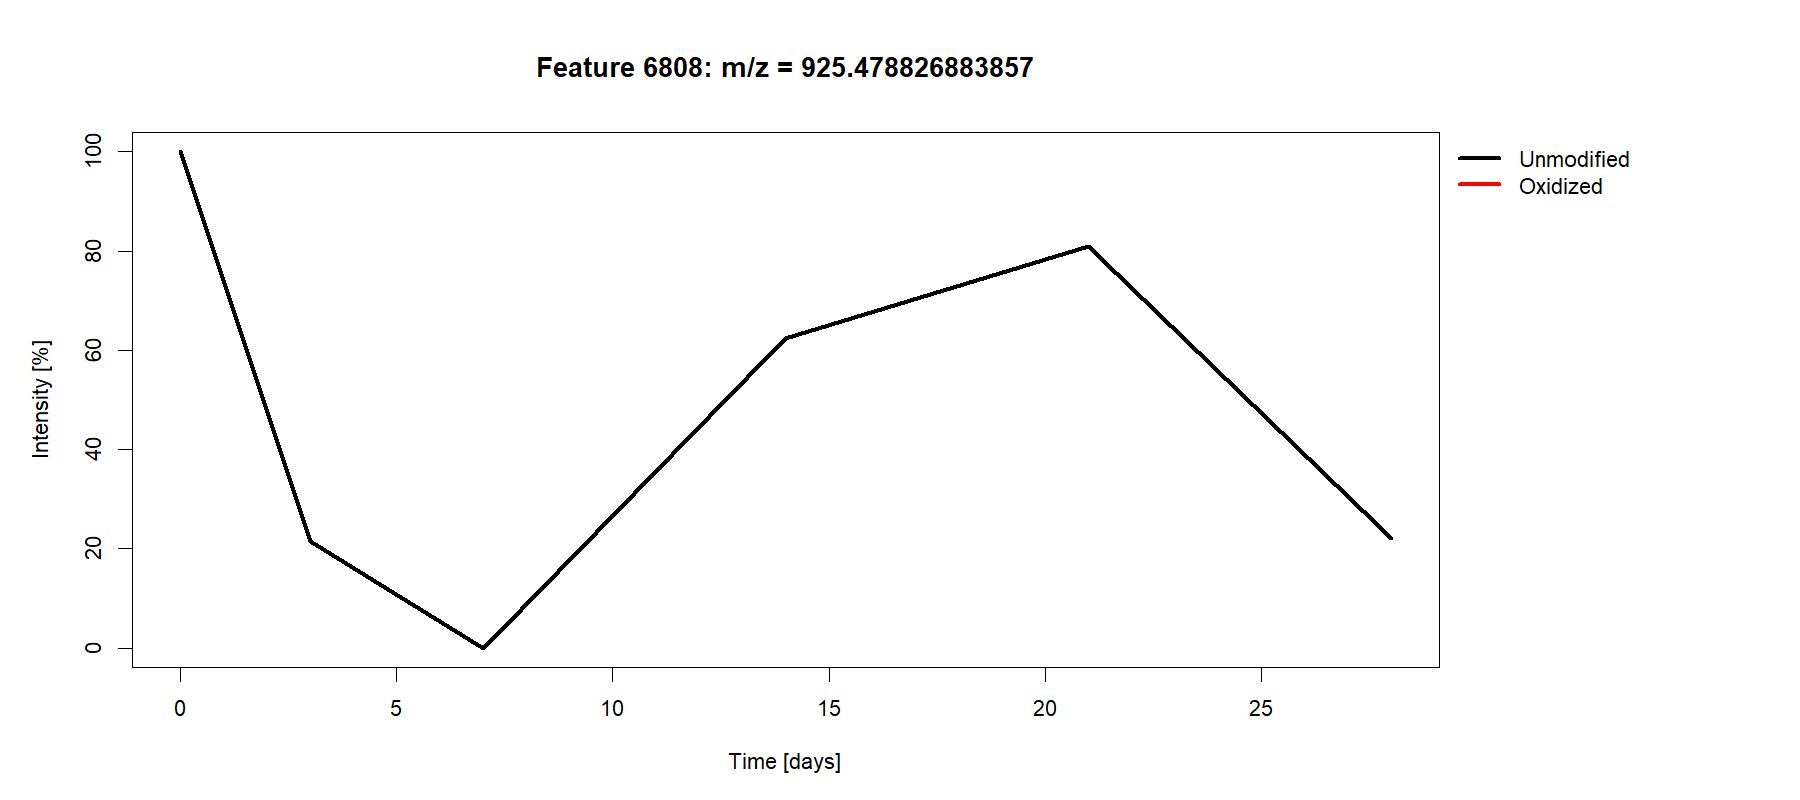 Feature 6808: m/z = 925.478826883857
Unmodified
Oxidized
Intensity [%]
100
80
60
40
20
0
0 5 10 15 20 25
Time [days]